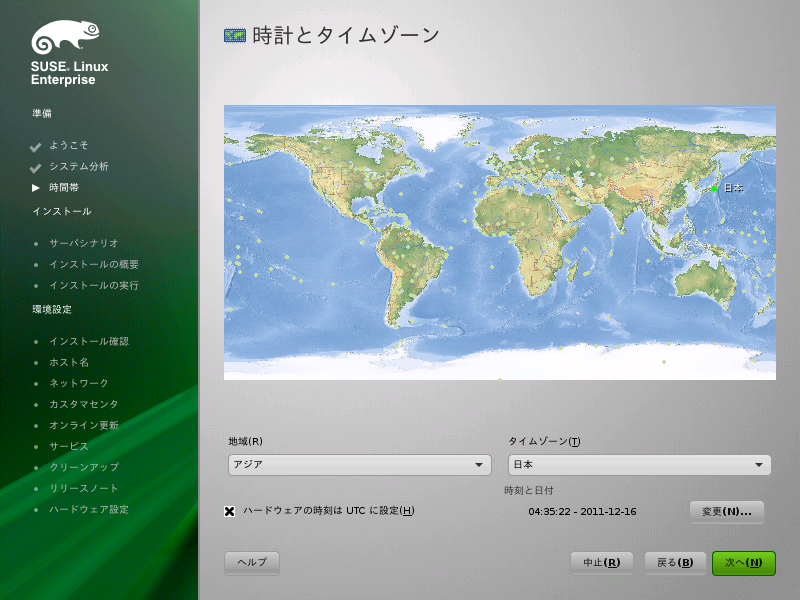 SUSE® Linux
Enterprise
準備
ようこそ
システム分析
時間帯
インストール
サーバシナリオ
インストールの概要
インストールの実行
環境設定
インストール確認
ホスト名
ネットワーク
カスタマセンタ
オンライン更新
サービス
クリーンアップ
リリースノート
ハードウェア設定
時計とタイムゾーン
日本
地域(R)
アジア
タイムゾーン(T)
日本
ハードウェアの時刻は UTC に設定(H)
時刻と日付
04:35:22 - 2011-12-16
変更(N)...
ヘルプ
中止(R)
戻る(B)
次へ(N)